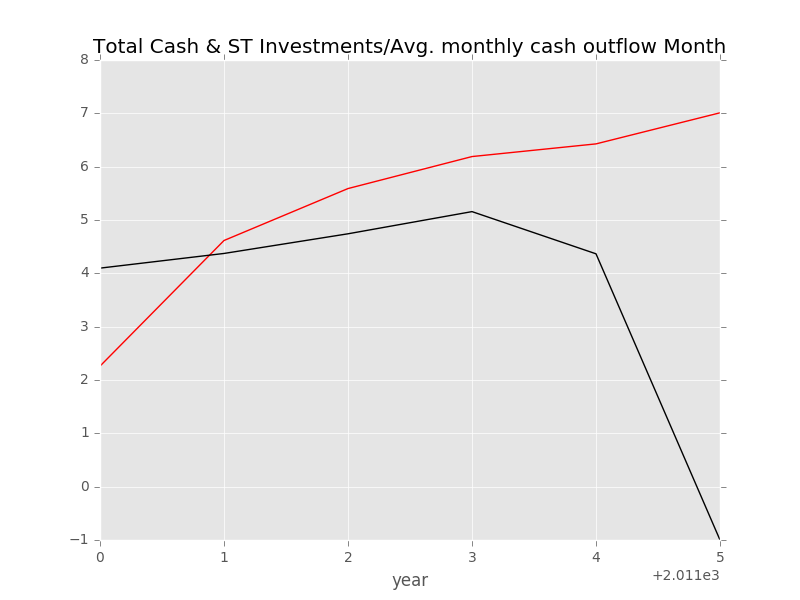 Total Cash & ST Investments/Avg. monthly cash outflow Month
8
7
6
5
4
3
2
1
0
−1
0 1 2 3 4 5
+2.011e3
year